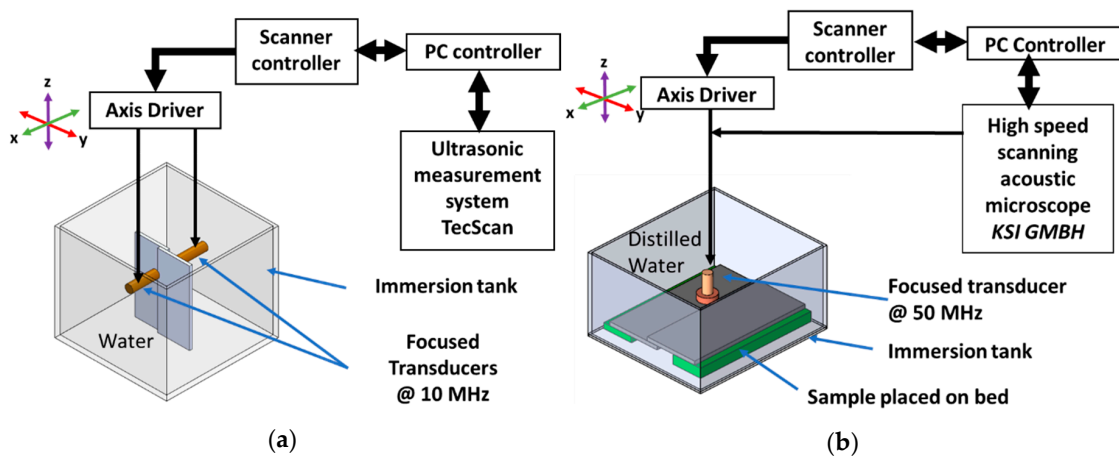 Scanner
controller
PC controller
Axis Driver
z
x
y
Ultrasonic
measurement
system
TecScan
Immersion tank
Water
Focused
Transducers
@ 10 MHz
(a)
Scanner
controller
PC Controller
Axis Driver
z
x
y
High speed
scanning
acoustic
microscope
KSI GMBH
Distilled
Water
Focused transducer
@ 50 MHz
Immersion tank
Sample placed on bed
(b)